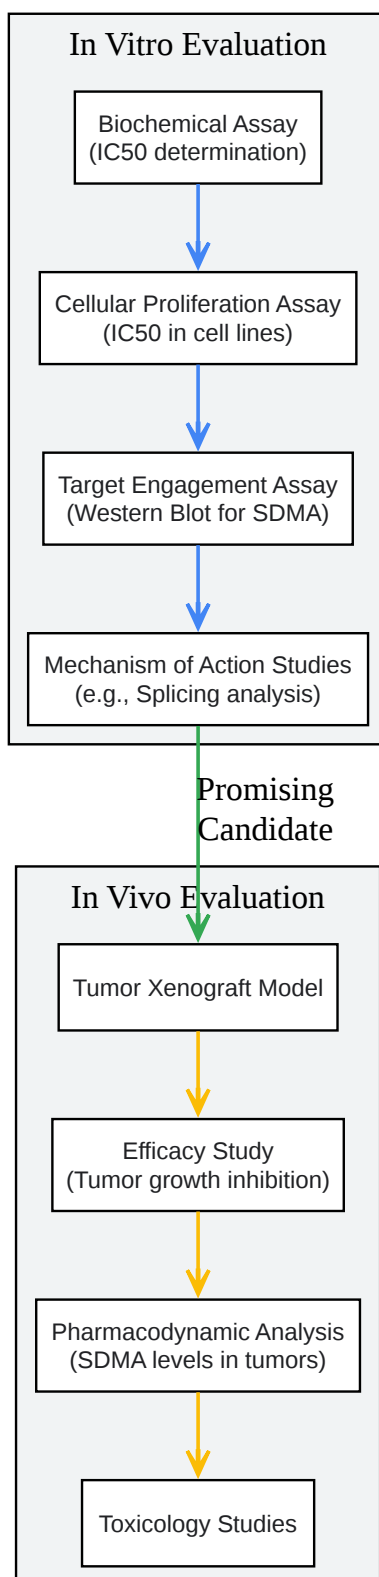 In Vitro Evaluation
Biochemical Assay
(IC50 determination)
Cellular Proliferation Assay
(IC50 in cell lines)
Target Engagement Assay
(Western Blot for SDMA)
Mechanism of Action Studies
(e.g., Splicing analysis)
Promising
Candidate
In Vivo Evaluation
Tumor Xenograft Model
Efficacy Study
(Tumor growth inhibition)
Pharmacodynamic Analysis
(SDMA levels in tumors)
Toxicology Studies